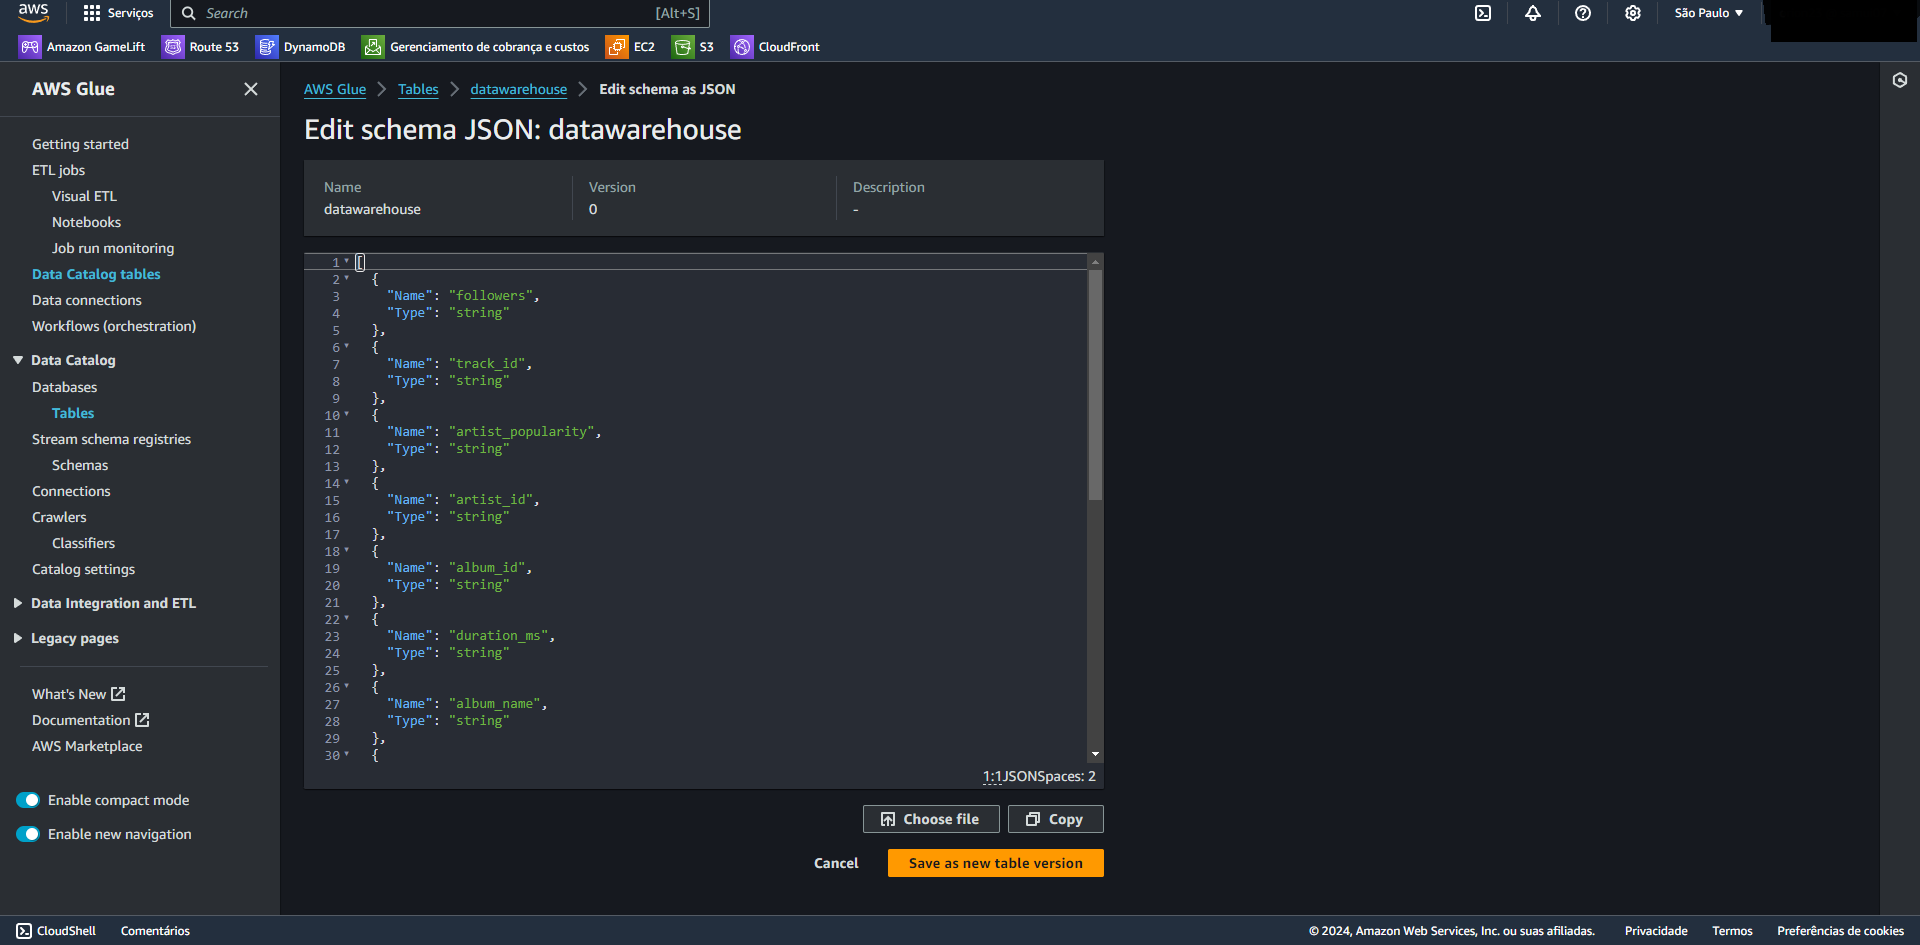 aws
Serviços
Search
[Alt+S]
São Paulo
Amazon GameLift
Route 53
DynamoDB
Gerenciamento de cobrança e custos
EC2
S3
CloudFront
AWS Glue
Getting started
ETL jobs
Visual ETL
Notebooks
Job run monitoring
Data Catalog tables
Data connections
Workflows (orchestration)
Data Catalog
Databases
Tables
Stream schema registries
Schemas
Connections
Crawlers
Classifiers
Catalog settings
Data Integration and ETL
Legacy pages
What's New
Documentation
AWS Marketplace
Enable compact mode
Enable new navigation
AWS Glue
Tables
datawarehouse
Edit schema as JSON
Edit schema JSON: datawarehouse
Name
datawarehouse
Version
0
Description
-
1 [
2 {
3 "Name": "followers",
4 "Type": "string"
5 },
6 {
7 "Name": "track_id",
8 "Type": "string"
9 },
10 {
11 "Name": "artist_popularity",
12 "Type": "string"
13 },
14 {
15 "Name": "artist_id",
16 "Type": "string"
17 },
18 {
19 "Name": "album_id",
20 "Type": "string"
21 },
22 {
23 "Name": "duration_ms",
24 "Type": "string"
25 },
26 {
27 "Name": "album_name",
28 "Type": "string"
29 },
30 {
1:1JSONSpaces: 2
Choose file
Copy
Cancel
Save as new table version
CloudShell
Comentários
© 2024, Amazon Web Services, Inc. ou suas afiliadas.
Privacidade
Termos
Preferências de cookies